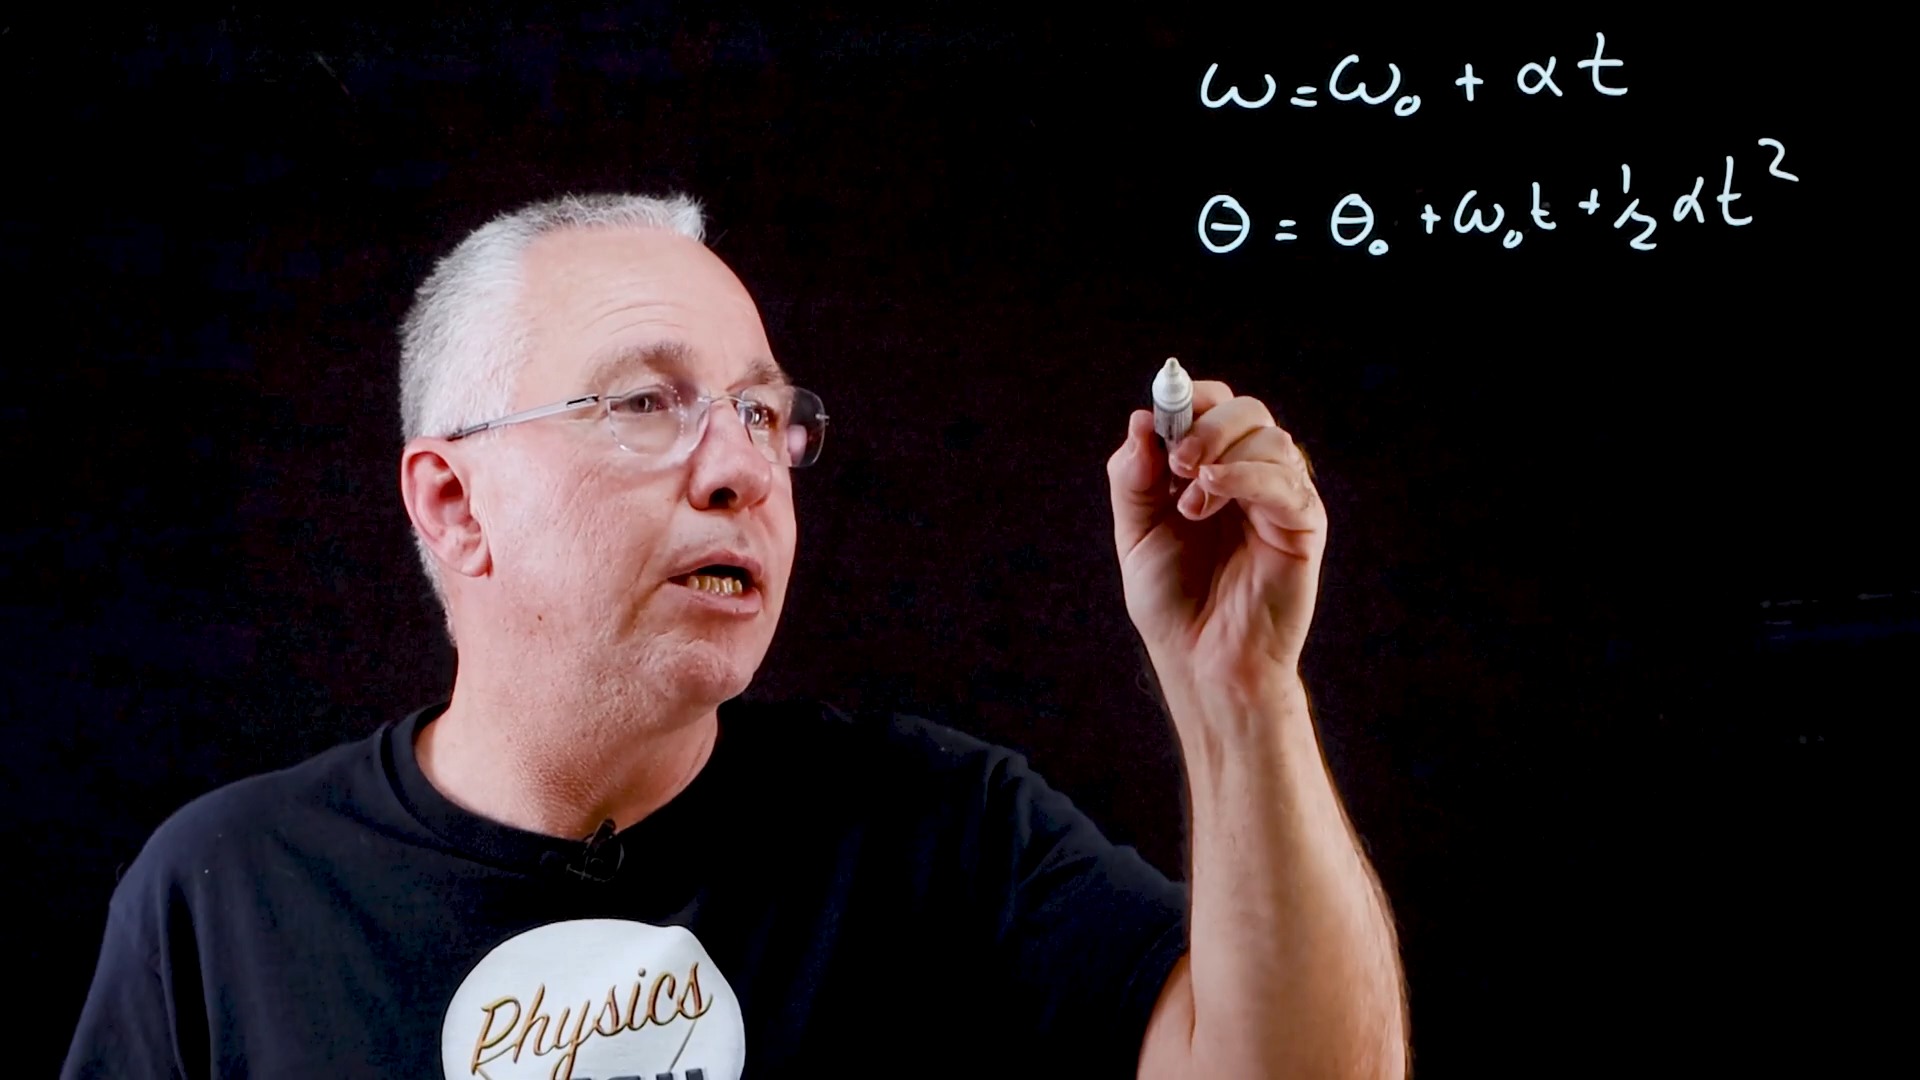 ω = ω₀ + αt
θ = θ₀ + ω₀t + ½αt²
Physics